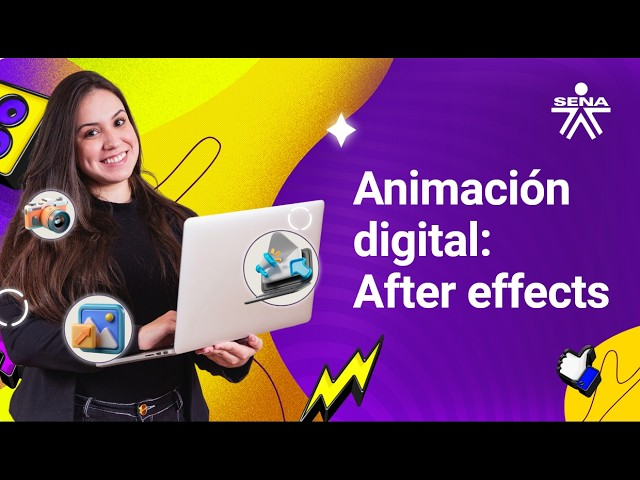 SENA
Animación
digital:
After effects